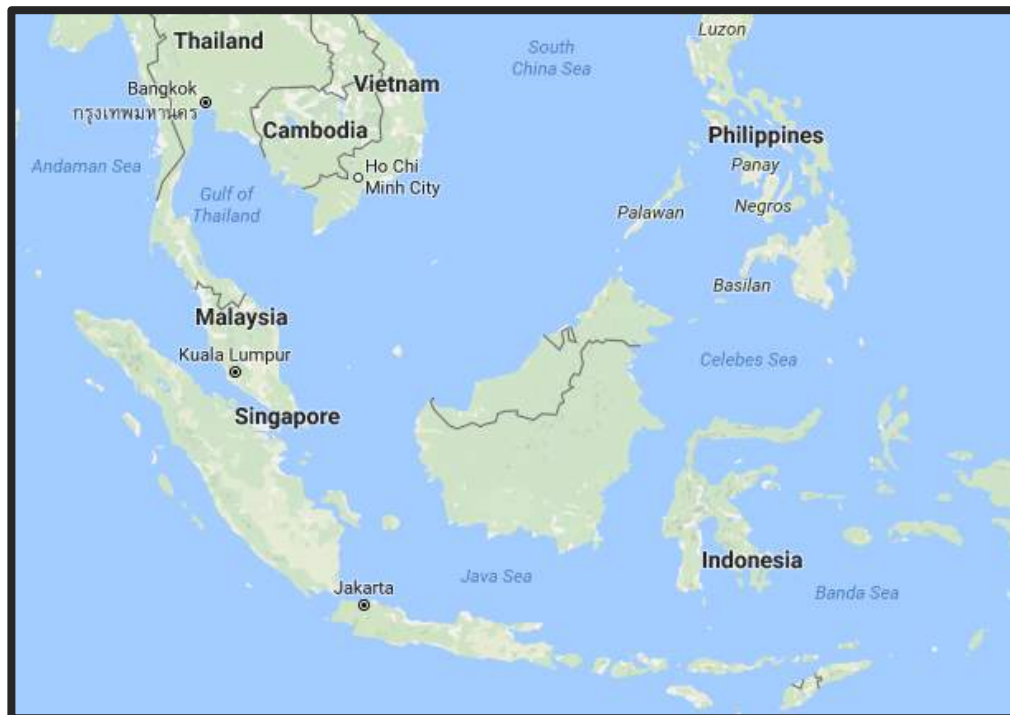 Luzon
Thailand
South
China Sea
Vietnam
Bangkok
กรุงเทพมหานคร
Cambodia
Philippines
Andaman Sea
Panay
Ho Chi
Minh City
Gulf of
Thailand
Palawan
Negros
Basilan
Malaysia
Kuala Lumpur
Celebes Sea
Singapore
Indonesia
Java Sea
Jakarta
Banda Sea